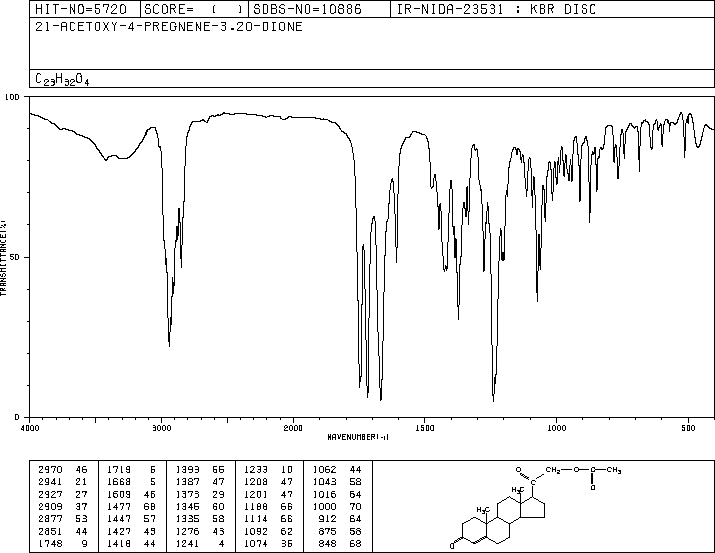 HIT-NO=5720 SCORE= ( ) SDBS-NO=10886 IR-NIDA-23531 : KBR DISC
21-ACETOXY-4-PREGNENE-3,20-DIONE
C23H32O4
100
50
0
TRANSMITTANCE(%)
4000 3000 2000 1500 1000 500
WAVENUMBER(-1)
2970 46 1719 6 1393 66 1233 10 1062 44
2941 21 1668 5 1387 47 1208 47 1043 58
2927 27 1609 46 1373 29 1201 47 1016 64
2909 37 1477 68 1346 60 1188 66 1000 70
2877 53 1447 57 1335 58 1114 66 912 64
2851 44 1427 49 1276 43 1092 62 875 58
1748 9 1418 44 1241 4 1074 35 848 68
O CH2 O C CH3
C O
H3C
H3C
O